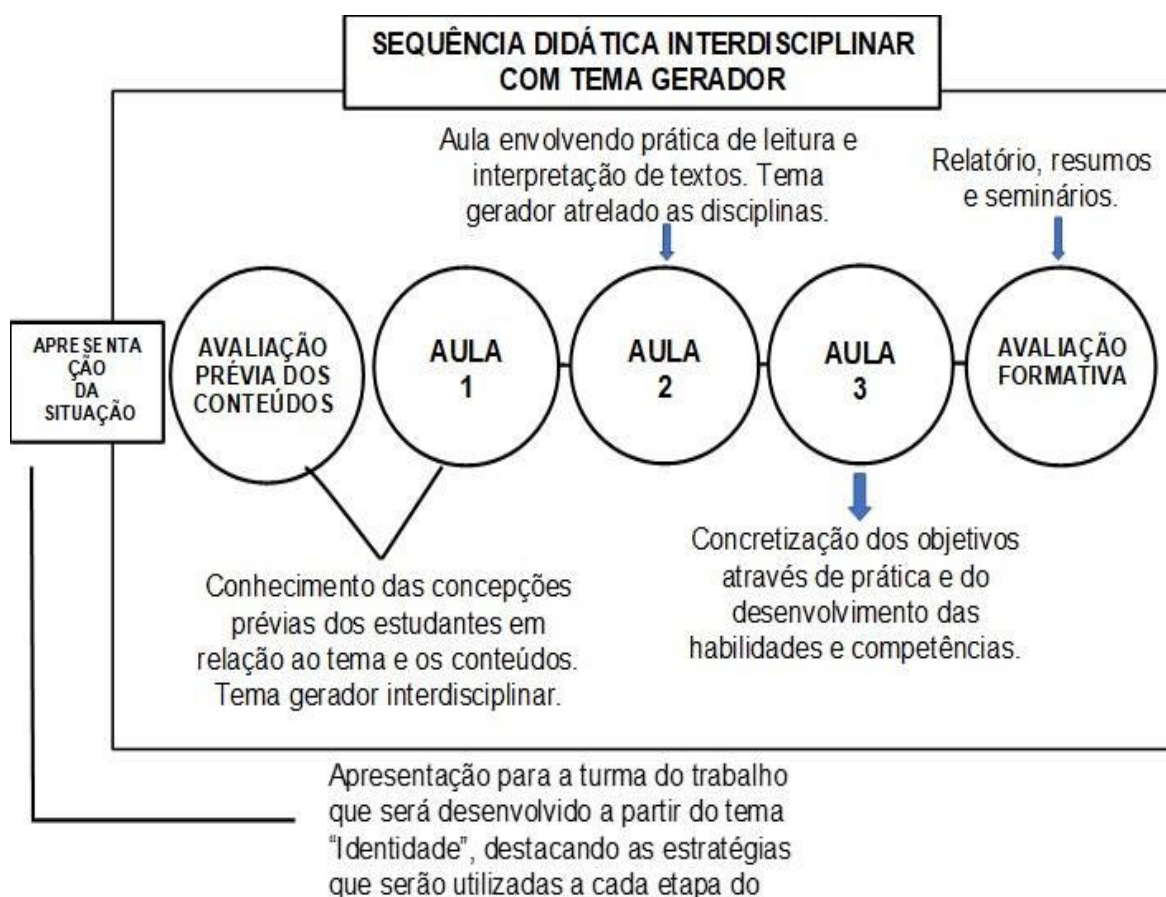 SEQUÊNCIA DIDÁTICA INTERDISCIPLINAR
COM TEMA GERADOR
Aula envolvendo prática de leitura e
interpretação de textos. Tema
gerador atrelado as disciplinas.
Relatório, resumos
e seminários.
APRESENTA
ÇÃO
DA
SITUAÇÃO
AVALIAÇÃO
PRÉVIA DOS
CONTEÚDOS
AULA
1
AULA
2
AULA
3
AVALIAÇÃO
FORMATIVA
Conhecimento das concepções
prévias dos estudantes em
relação ao tema e os conteúdos.
Tema gerador interdisciplinar.
Concretização dos objetivos
através de prática e do
desenvolvimento das
habilidades e competências.
Apresentação para a turma do trabalho
que será desenvolvido a partir do tema
“Identidade”, destacando as estratégias
que serão utilizadas a cada etapa do